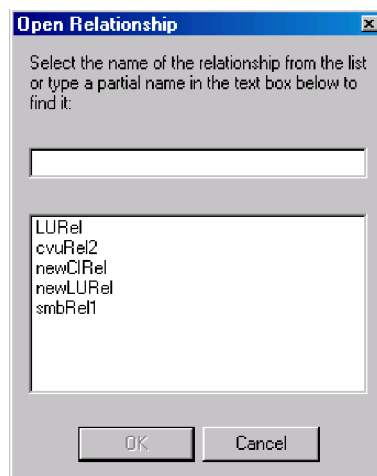 Open Relationship
Select the name of the relationship from the list
or type a partial name in the text box below to
find it:
LURel
cvuRel2
newCIRel
newLURel
smbRel1
OK
Cancel